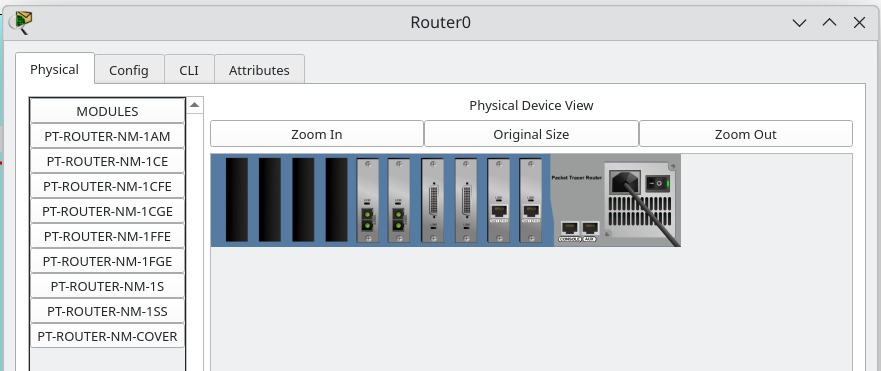 Router0
Physical
Config
CLI
Attributes
MODULES
PT-ROUTER-NM-1AM
PT-ROUTER-NM-1CE
PT-ROUTER-NM-1CFE
PT-ROUTER-NM-1CGE
PT-ROUTER-NM-1FFE
PT-ROUTER-NM-1FGE
PT-ROUTER-NM-1S
PT-ROUTER-NM-1SS
PT-ROUTER-NM-COVER
Physical Device View
Zoom In
Original Size
Zoom Out
Packet Tracer Router
CONSOLE
AUX